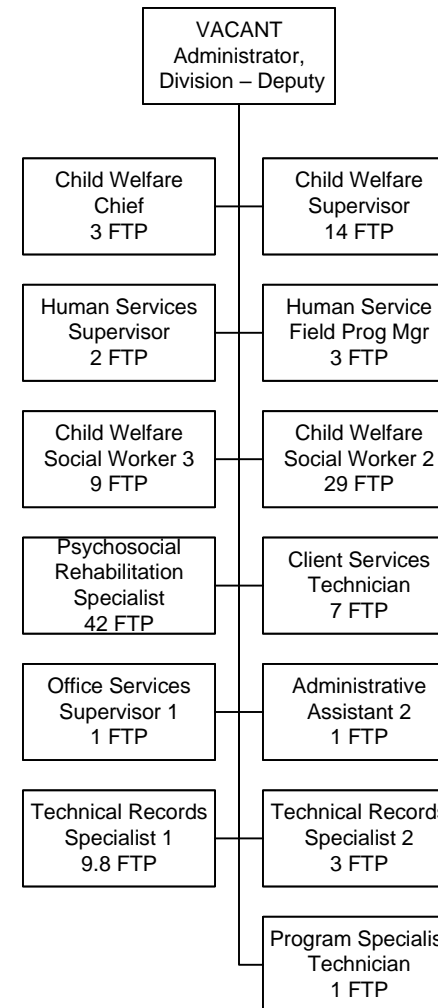 VACANT
Administrator,
Division – Deputy
Child Welfare
Chief
3 FTP
Child Welfare
Supervisor
14 FTP
Human Services
Supervisor
2 FTP
Human Service
Field Prog Mgr
3 FTP
Child Welfare
Social Worker 3
9 FTP
Child Welfare
Social Worker 2
29 FTP
Psychosocial
Rehabilitation
Specialist
42 FTP
Client Services
Technician
7 FTP
Office Services
Supervisor 1
1 FTP
Administrative
Assistant 2
1 FTP
Technical Records
Specialist 1
9.8 FTP
Technical Records
Specialist 2
3 FTP
Program Specialis
Technician
1 FTP